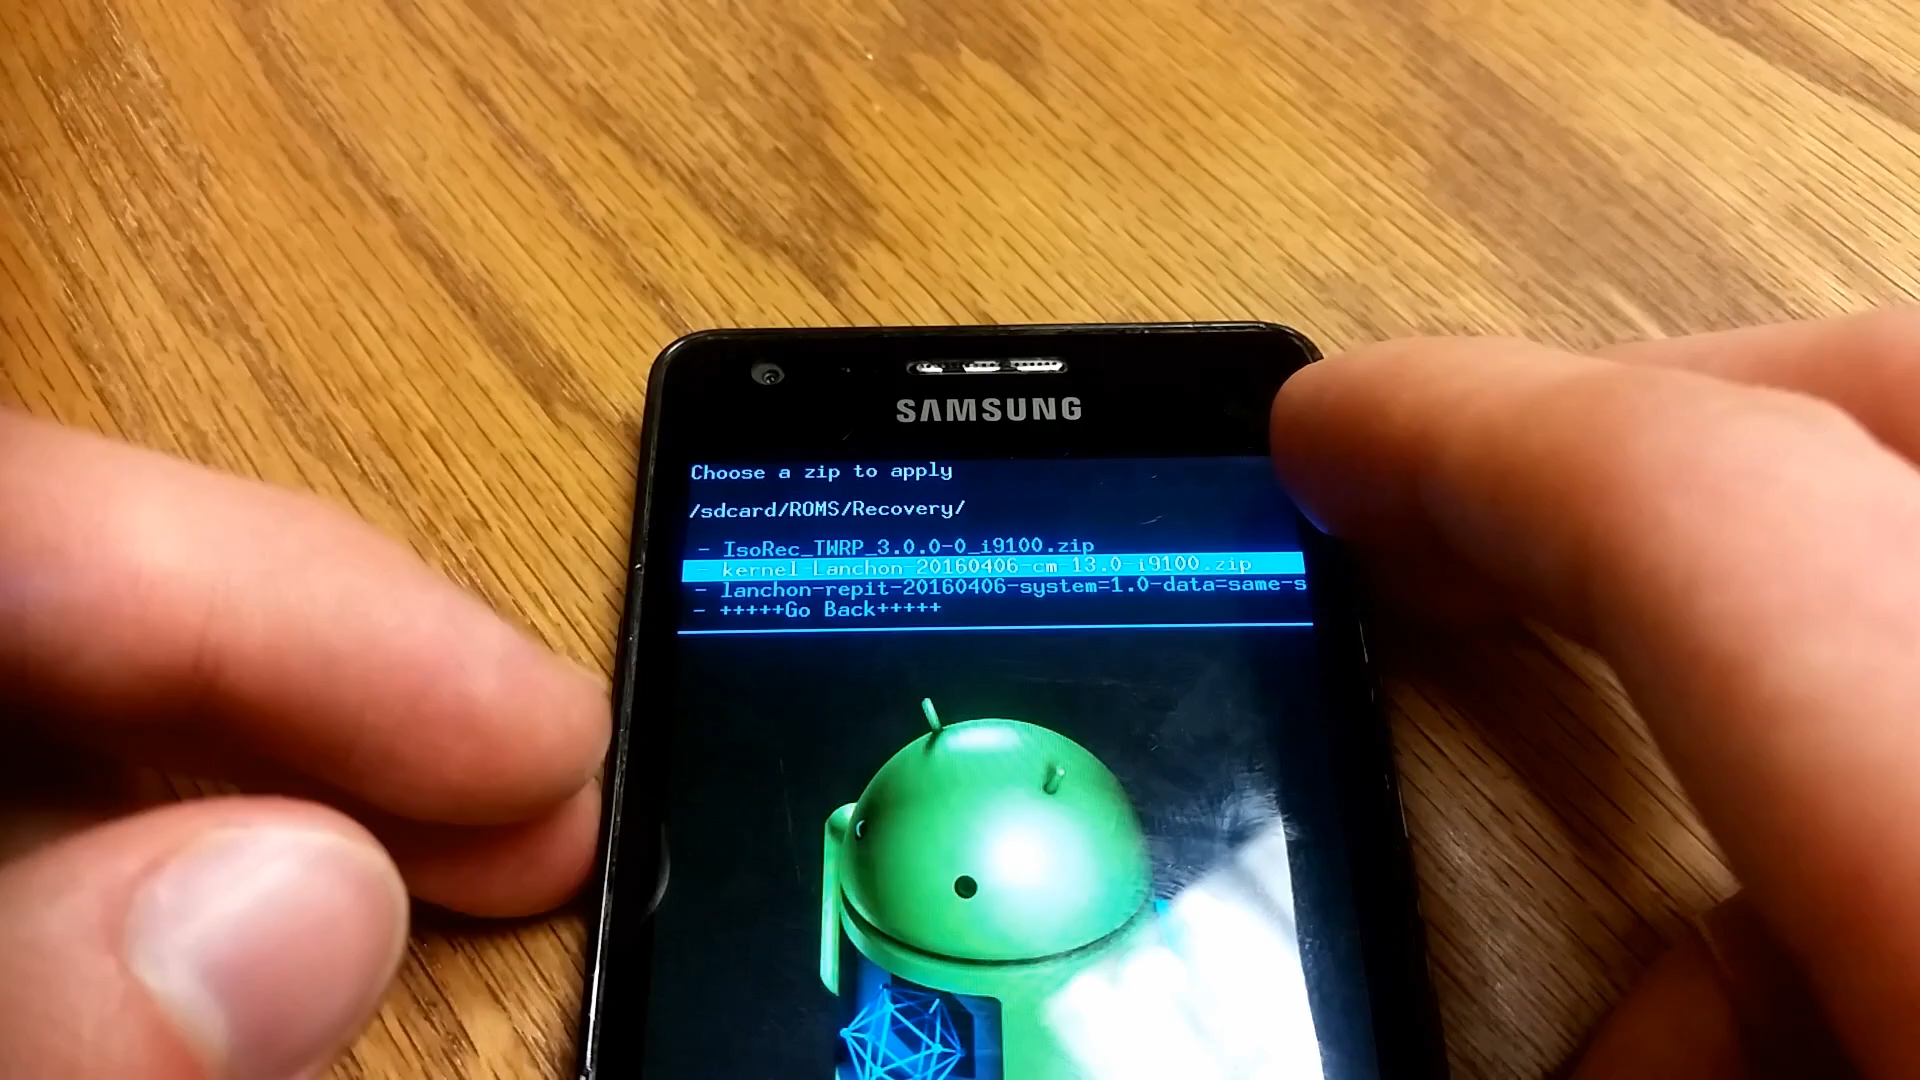 SAMSUNG
Choose a zip to apply
/sdcard/ROMS/Recovery/
- IsoRec_TWRP_3.0.0-0_i9100.zip
- kernel-Lanchon-20160406-cm-13.0-i9100.zip
- lanchon-repit-20160406-system=1.0-data=same-s
- +++++Go Back+++++